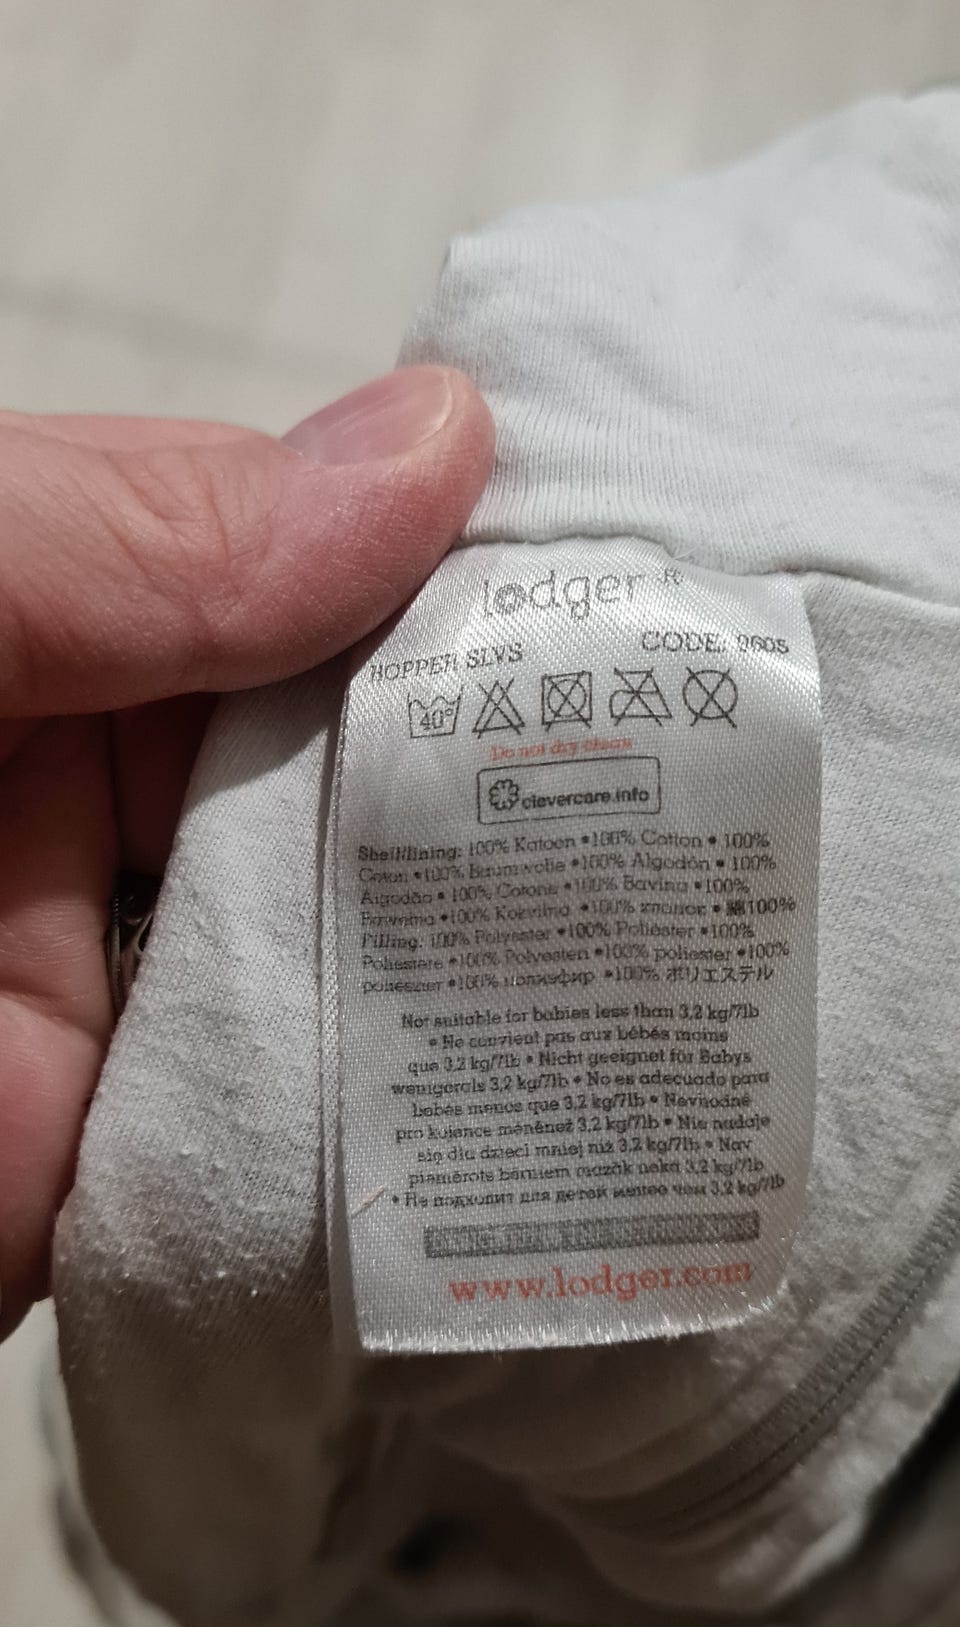 lodger ®
HOPPER SLVS CODE: 9605
40°
Do not dry clean
clevercare.info
Shell/lining: 100% Katoen • 100% Cotton • 100%
Coton • 100% Baumwolle • 100% Algodón • 100%
Algodão • 100% Cotone • 100% Bavlna • 100%
Bawełna • 100% Kokvilna • 100% хлопок • 綿100%
Filling: 100% Polyester • 100% Poliéster • 100%
Poliestere • 100% Polyesten • 100% poliester • 100%
poliészter • 100% полиэфир • 100% ポリエステル
Not suitable for babies less than 3,2 kg/7lb
• Ne convient pas aux bébés moins
que 3,2 kg/7lb • Nicht geeignet für Babys
wenigerals 3,2 kg/7lb • No es adecuado para
bebés menos que 3,2 kg/7lb • Nevhodné
pro kojence méněnež 3,2 kg/7lb • Nie nadaje
się dla dzieci mniej niż 3,2 kg/7lb • Nav
piemērots bērniem mazāk nekā 3,2 kg/7lb
• Не подходит для детей менее чем 3,2 kg/7lb
www.lodger.com